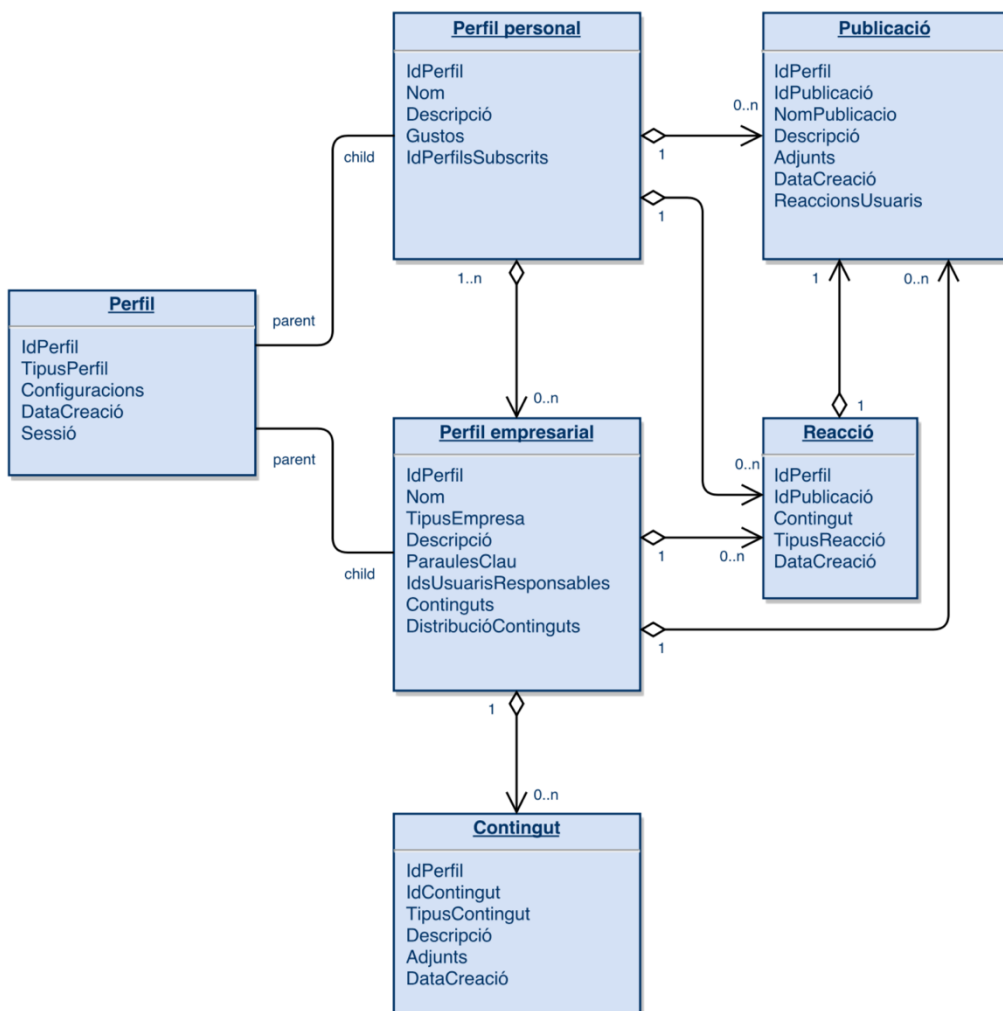 Perfil personal
IdPerfil
Nom
Descripció
Gustos
IdPerfilsSubscrits
Publicació
IdPerfil
IdPublicació
NomPublicacio
Descripció
Adjunts
DataCreació
ReaccionsUsuaris
0..n
1
child
1
1..n
1
0..n
Perfil
IdPerfil
TipusPerfil
Configuracions
DataCreació
Sessió
parent
parent
0..n
1
Perfil empresarial
IdPerfil
Nom
TipusEmpresa
Descripció
ParaulesClau
IdsUsuarisResponsables
Continguts
DistribucióContinguts
Reacció
IdPerfil
IdPublicació
Contingut
TipusReacció
DataCreació
0..n
1
0..n
child
1
1
0..n
Contingut
IdPerfil
IdContingut
TipusContingut
Descripció
Adjunts
DataCreació